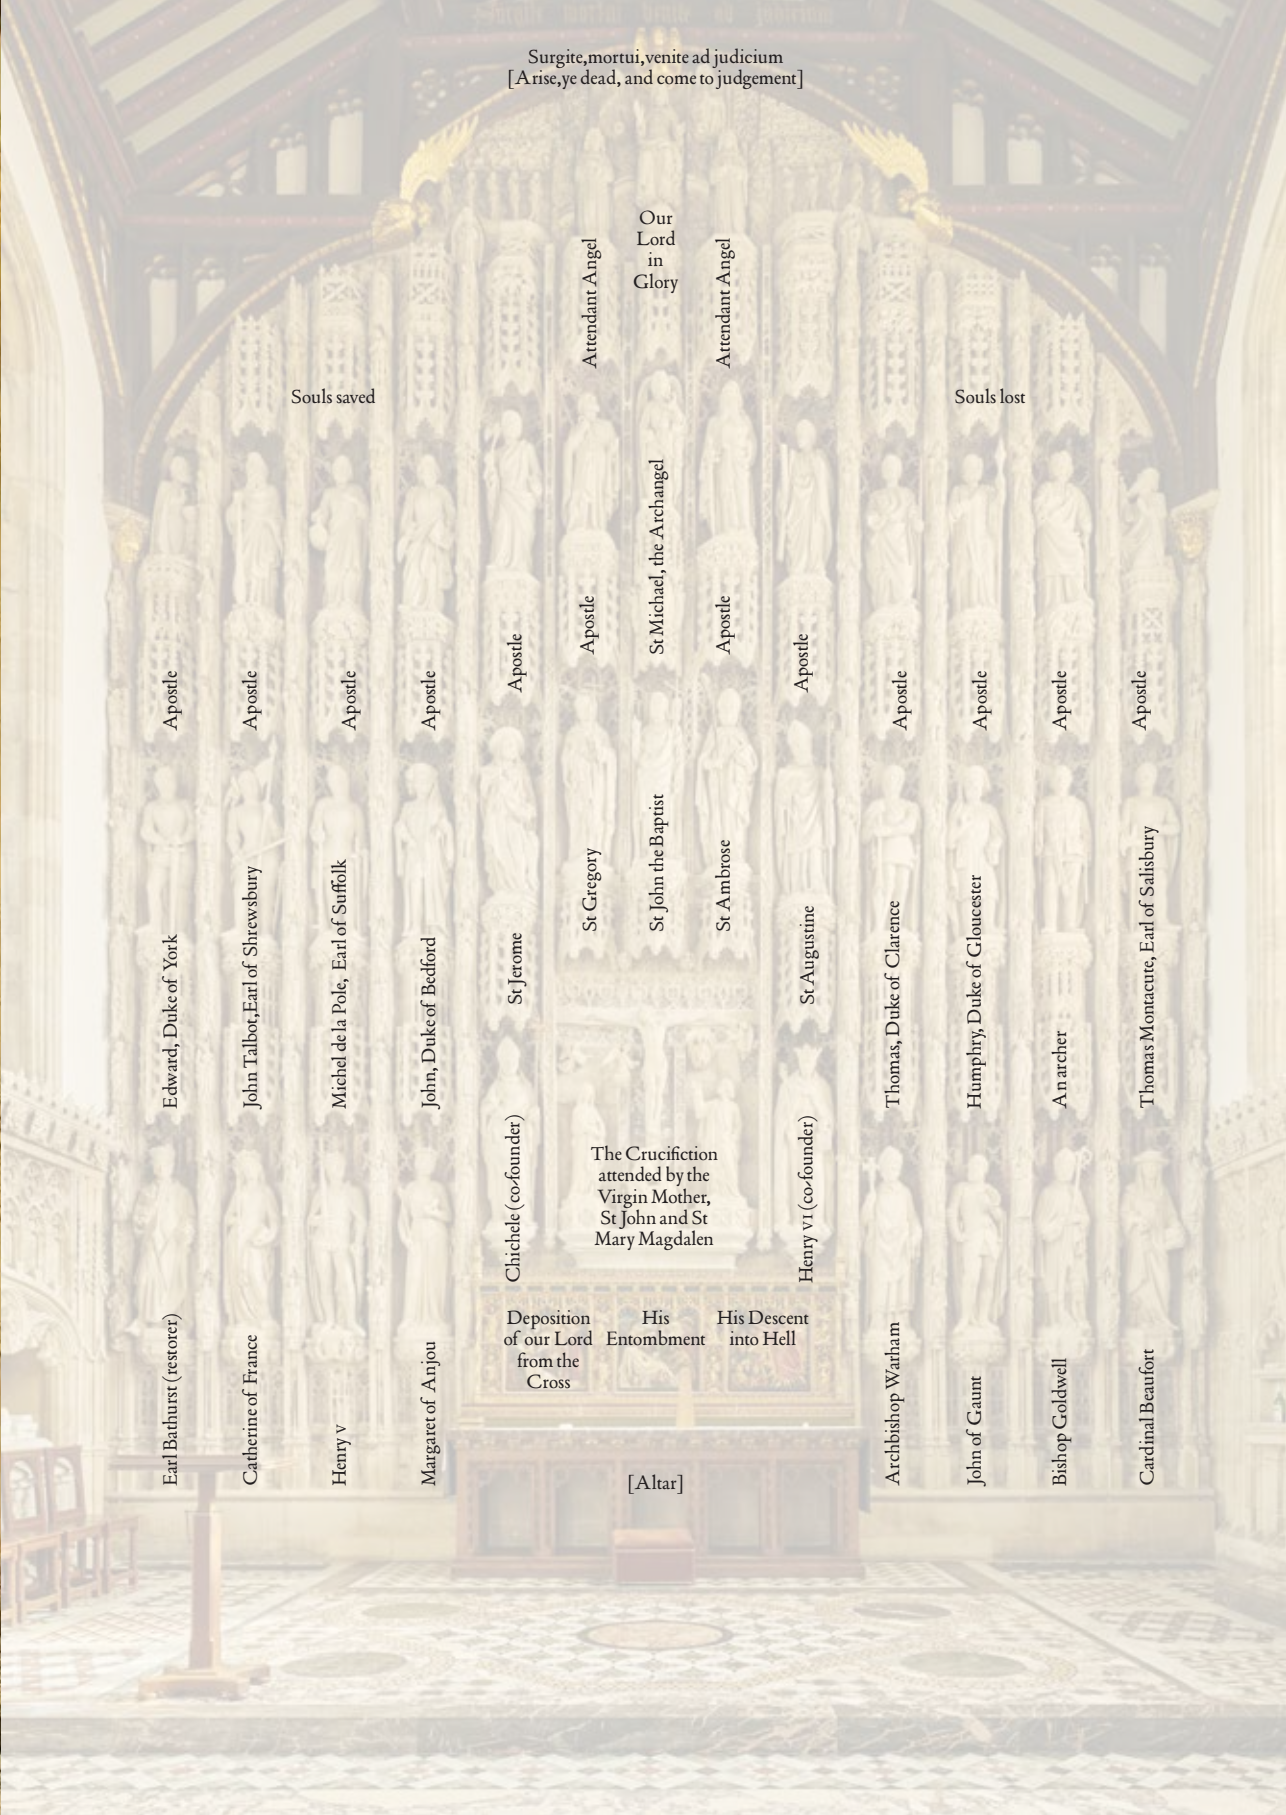 Surgite,mortui,venite ad judicium
[Arise,ye dead, and come to judgement]
Our
Lord
in
Glory
Attendant Angel
Attendant Angel
Souls saved
Souls lost
St Michael, the Archangel
Apostle
Apostle
Apostle
Apostle
Apostle
Apostle
Apostle
Apostle
Apostle
Apostle
Apostle
Apostle
Edward, Duke of York
John Talbot,Earl of Shrewsbury
Michel de la Pole, Earl of Suffolk
John, Duke of Bedford
St Jerome
St Gregory
St John the Baptist
St Ambrose
St Augustine
Thomas, Duke of Clarence
Humphry, Duke of Gloucester
An archer
Thomas Montacute, Earl of Salisbury
Chichele (co-founder)
The Crucifiction
attended by the
Virgin Mother,
St John and St
Mary Magdalen
Henry VI (co-founder)
Deposition
of our Lord
from the
Cross
His
Entombment
His Descent
into Hell
Earl Bathurst (restorer)
Catherine of France
Henry V
Margaret of Anjou
Archbishop Warham
John of Gaunt
Bishop Goldwell
Cardinal Beaufort
[Altar]